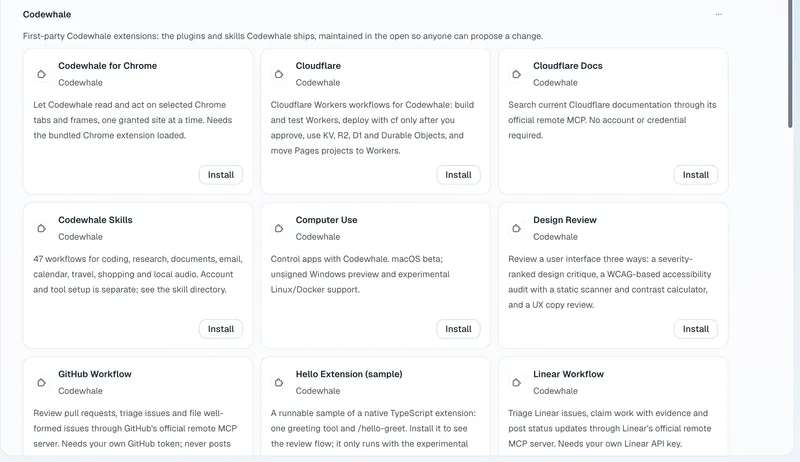 Codewhale
...
First-party Codewhale extensions: the plugins and skills Codewhale ships, maintained in the open so anyone can propose a change.
Codewhale for Chrome
Codewhale
Let Codewhale read and act on selected Chrome
tabs and frames, one granted site at a time. Needs
the bundled Chrome extension loaded.
Install
Cloudflare
Codewhale
Cloudflare Workers workflows for Codewhale: build
and test Workers, deploy with cf only after you
approve, use KV, R2, D1 and Durable Objects, and
move Pages projects to Workers.
Install
Cloudflare Docs
Codewhale
Search current Cloudflare documentation through its
official remote MCP. No account or credential
required.
Install
Codewhale Skills
Codewhale
47 workflows for coding, research, documents, email,
calendar, travel, shopping and local audio. Account
and tool setup is separate; see the skill directory.
Install
Computer Use
Codewhale
Control apps with Codewhale. macOS beta;
unsigned Windows preview and experimental
Linux/Docker support.
Install
Design Review
Codewhale
Review a user interface three ways: a severity-
ranked design critique, a WCAG-based accessibility
audit with a static scanner and contrast calculator,
and a UX copy review.
Install
GitHub Workflow
Codewhale
Review pull requests, triage issues and file well-
formed issues through GitHub's official remote MCP
server. Needs your own GitHub token; never posts
Hello Extension (sample)
Codewhale
A runnable sample of a native TypeScript extension:
one greeting tool and /hello-greet. Install it to
see the review flow; it only runs with the experimental
Linear Workflow
Codewhale
Triage Linear issues, claim work with evidence and
post status updates through Linear's official remote
MCP server. Needs your own Linear API key.